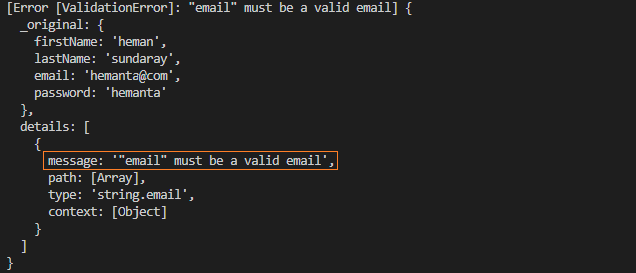 [Error [ValidationError]: "email" must be a valid email] {
  _original: {
    firstName: 'heman',
    lastName: 'sundaray',
    email: 'hemanta@com',
    password: 'hemanta'
  },
  details: [
    {
      message: '"email" must be a valid email',
      path: [Array],
      type: 'string.email',
      context: [Object]
    }
  ]
}